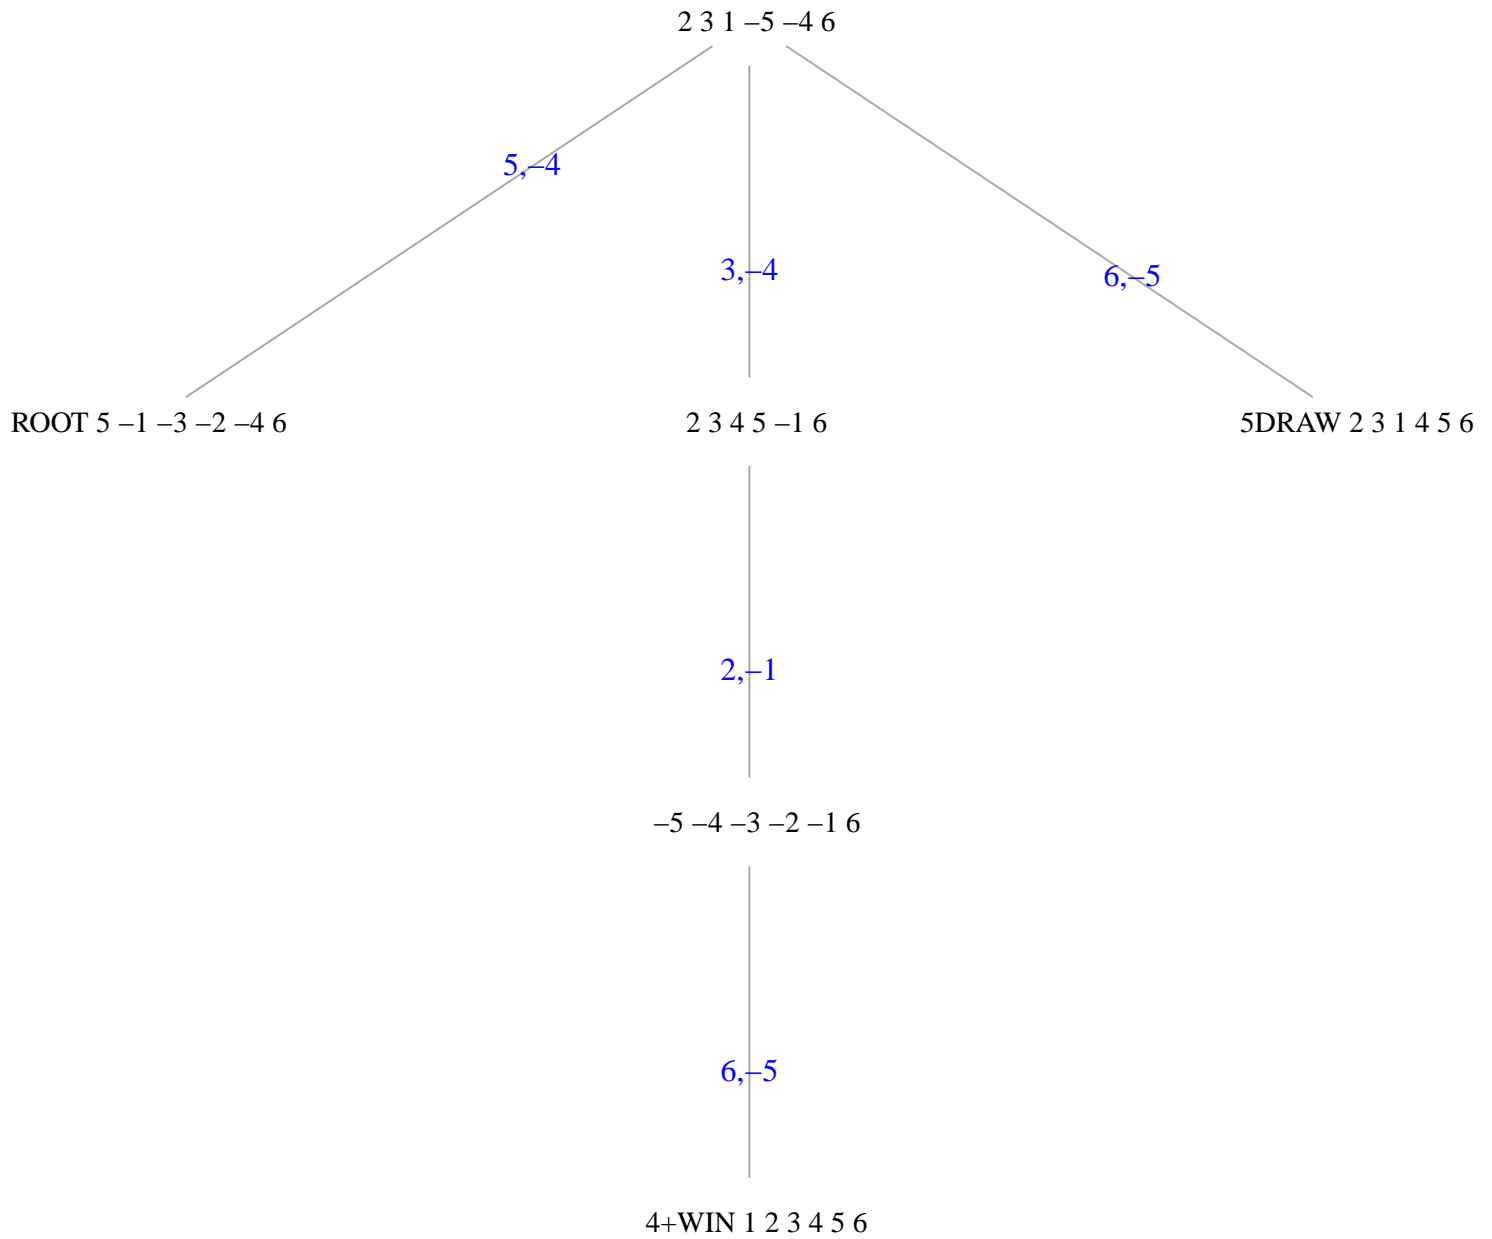 2 3 1 –5 –4 6
5,–4
3,–4
6,–5
ROOT 5 –1 –3 –2 –4 6
2 3 4 5 –1 6
5DRAW 2 3 1 4 5 6
2,–1
–5 –4 –3 –2 –1 6
6,–5
4+WIN 1 2 3 4 5 6